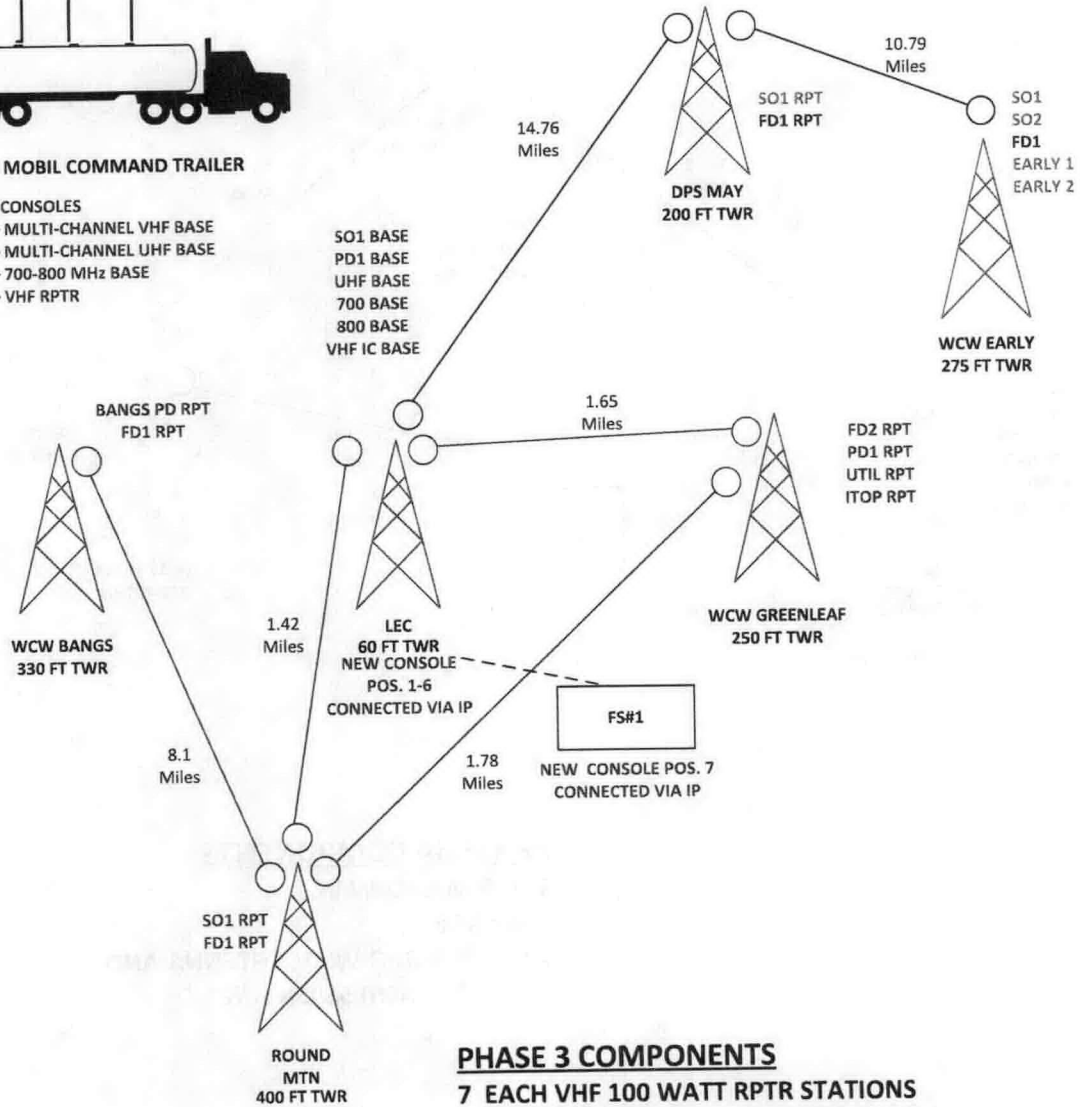 MOBIL COMMAND TRAILER
CONSOLES
MULTI-CHANNEL VHF BASE
MULTI-CHANNEL UHF BASE
700-800 MHz BASE
VHF RPTR
14.76
Miles
10.79
Miles
SO1 RPT
FD1 RPT
DPS MAY
200 FT TWR
SO1
SO2
FD1
EARLY 1
EARLY 2
WCW EARLY
275 FT TWR
SO1 BASE
PD1 BASE
UHF BASE
700 BASE
800 BASE
VHF IC BASE
BANGS PD RPT
FD1 RPT
WCW BANGS
330 FT TWR
1.65
Miles
FD2 RPT
PD1 RPT
UTIL RPT
ITOP RPT
WCW GREENLEAF
250 FT TWR
1.42
Miles
LEC
60 FT TWR
NEW CONSOLE
POS. 1-6
CONNECTED VIA IP
FS#1
NEW CONSOLE POS. 7
CONNECTED VIA IP
8.1
Miles
1.78
Miles
SO1 RPT
FD1 RPT
ROUND
MTN
400 FT TWR
PHASE 3 COMPONENTS
7 EACH VHF 100 WATT RPTR STATIONS